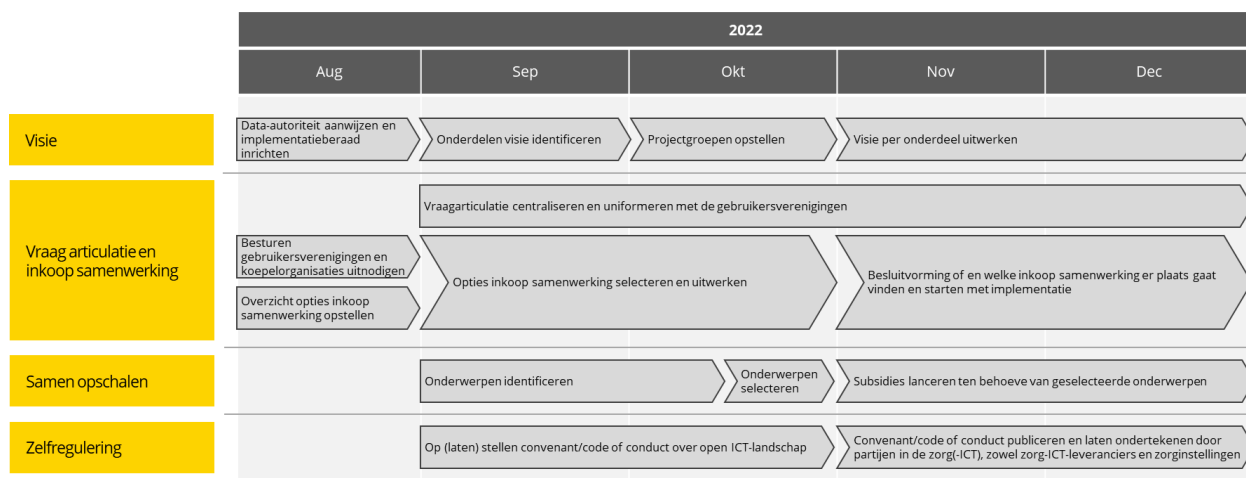 2022
Aug
Sep
Okt
Nov
Dec
Visie
Data-autoriteit aanwijzen en
implementatieberaad
inrichten
Onderdelen visie identificeren
Projectgroepen opstellen
Visie per onderdeel uitwerken
Vraag articulatie en
inkoop samenwerking
Vraagarticulatie centraliseren en uniformeren met de gebruikersverenigingen
Besturen
gebruikersverenigingen en
koepelorganisaties uitnodigen
Overzicht opties inkoop
samenwerking opstellen
Opties inkoop samenwerking selecteren en uitwerken
Besluitvorming of en welke inkoop samenwerking er plaats gaat
vinden en starten met implementatie
Samen opschalen
Onderwerpen identificeren
Onderwerpen
selecteren
Subsidies lanceren ten behoeve van geselecteerde onderwerpen
Zelfregulering
Op (laten) stellen convenant/code of conduct over open ICT-landschap
Convenant/code of conduct publiceren en laten ondertekenen door
partijen in de zorg(-ICT), zowel zorg-ICT-leveranciers en zorginstellingen